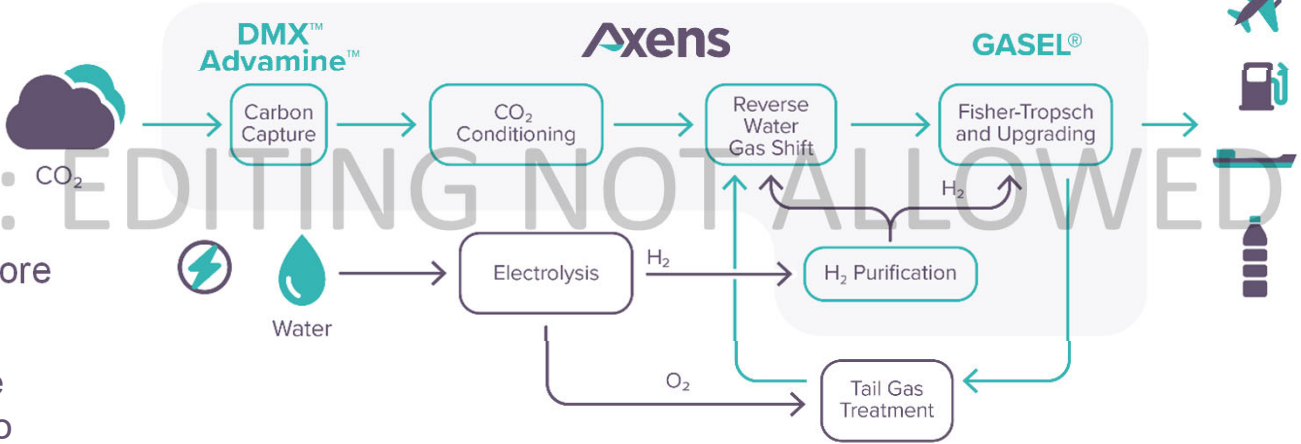 DMX™
Advamine™
Axens
GASEL®
Carbon
Capture
CO₂
Conditioning
Reverse
Water
Gas Shift
Fisher-Tropsch
and Upgrading
CO₂
: EDITING NOT ALLOWED
H₂
ore
Electrolysis
H₂
H₂ Purification
Water
e
O₂
Tail Gas
Treatment
o